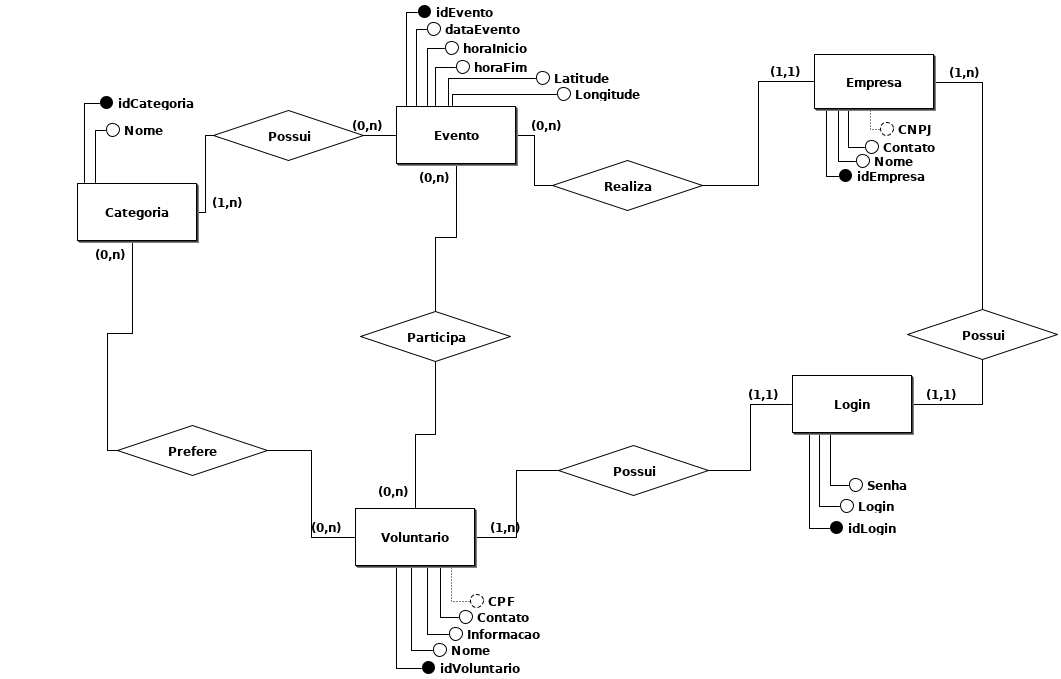 idEvento
dataEvento
horaInicio
horaFim
Latitude
Longitude
(1,1)
Empresa
(1,n)
idCategoria
Nome
Possui
(0,n)
Evento
(0,n)
CNPJ
Contato
Nome
idEmpresa
(0,n)
Realiza
Categoria
(1,n)
(0,n)
Participa
Possui
(1,1)
Login
(1,1)
Prefere
Possui
(0,n)
Senha
Login
idLogin
(0,n)
Voluntario
(1,n)
CPF
Contato
Informacao
Nome
idVoluntario